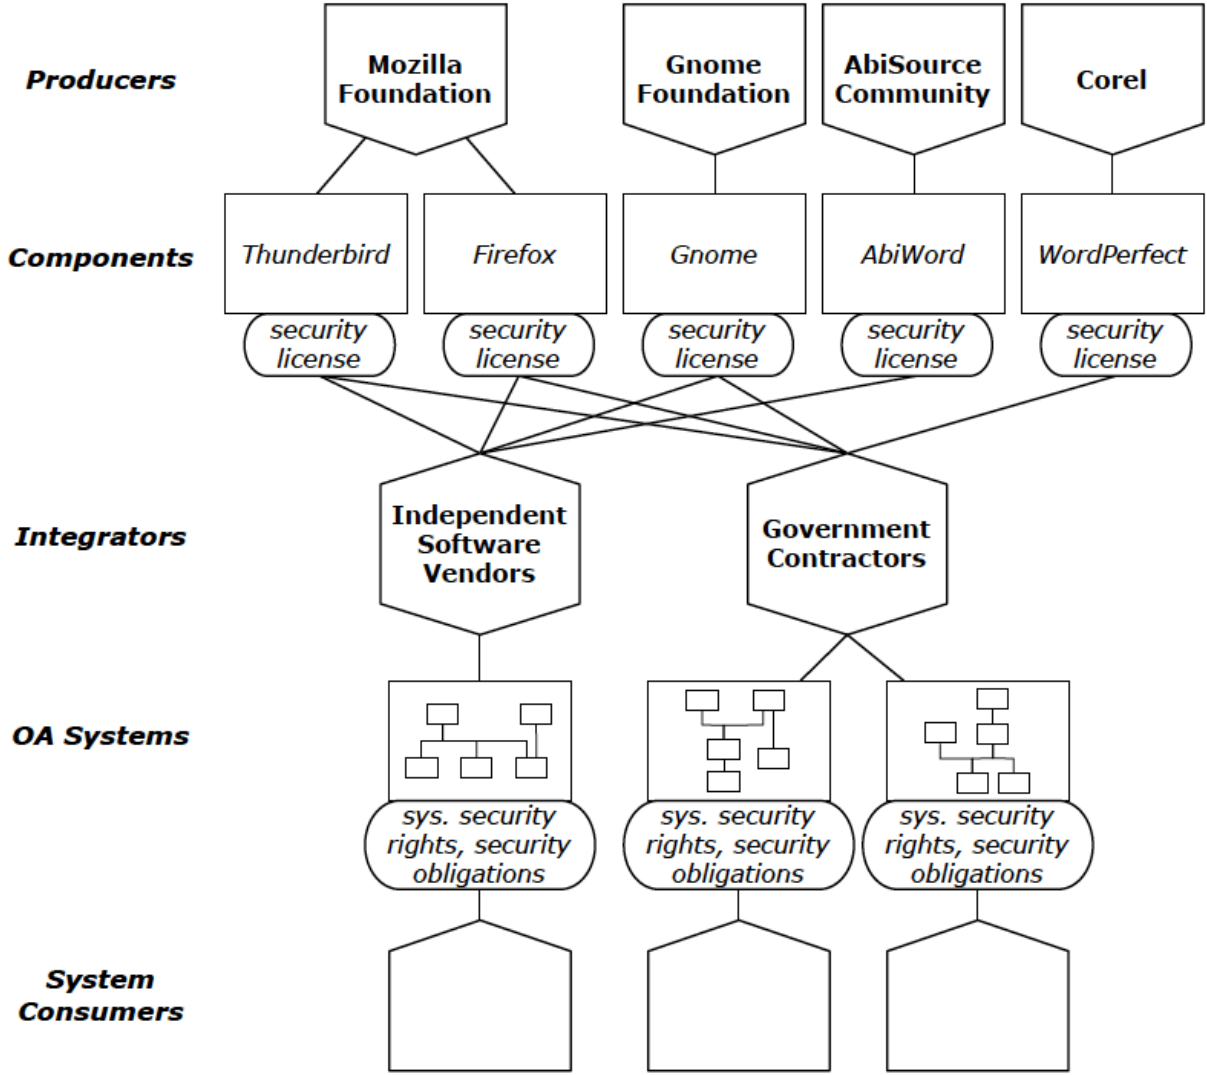 Producers
Mozilla
Foundation
Gnome
Foundation
AbiSource
Community
Corel
Components
Thunderbird
Firefox
Gnome
AbiWord
WordPerfect
security
license
security
license
security
license
security
license
security
license
Integrators
Independent
Software
Vendors
Government
Contractors
OA Systems
sys. security
rights, security
obligations
sys. security
rights, security
obligations
sys. security
rights, security
obligations
System
Consumers